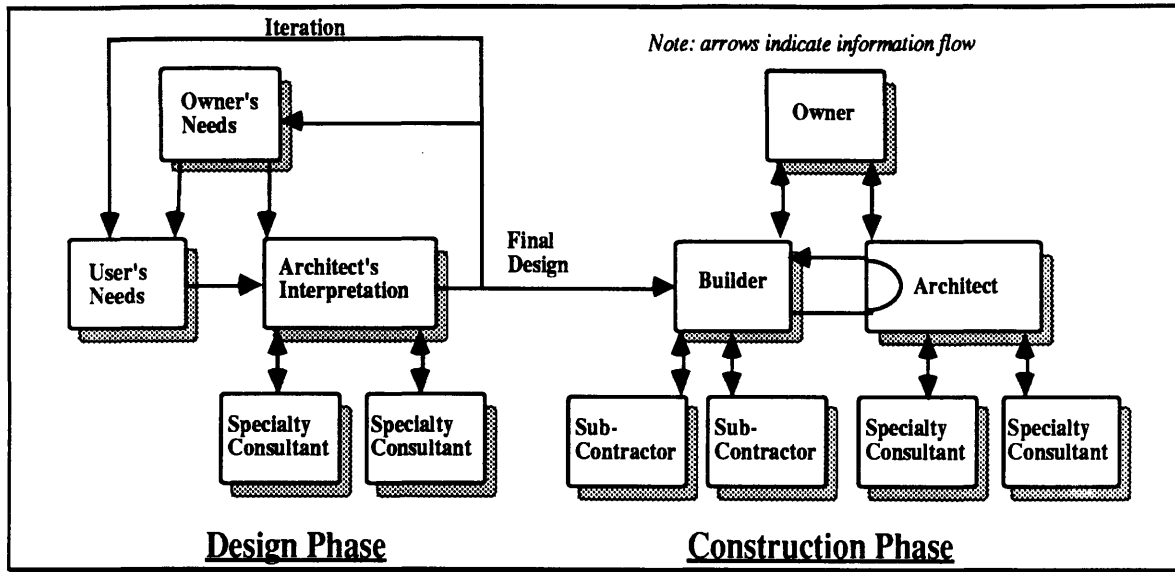 Iteration
Note: arrows indicate information flow
Owner's
Needs
Owner
User's
Needs
Architect's
Interpretation
Final
Design
Builder
Architect
Specialty
Consultant
Specialty
Consultant
Sub-
Contractor
Sub-
Contractor
Specialty
Consultant
Specialty
Consultant
Design Phase
Construction Phase